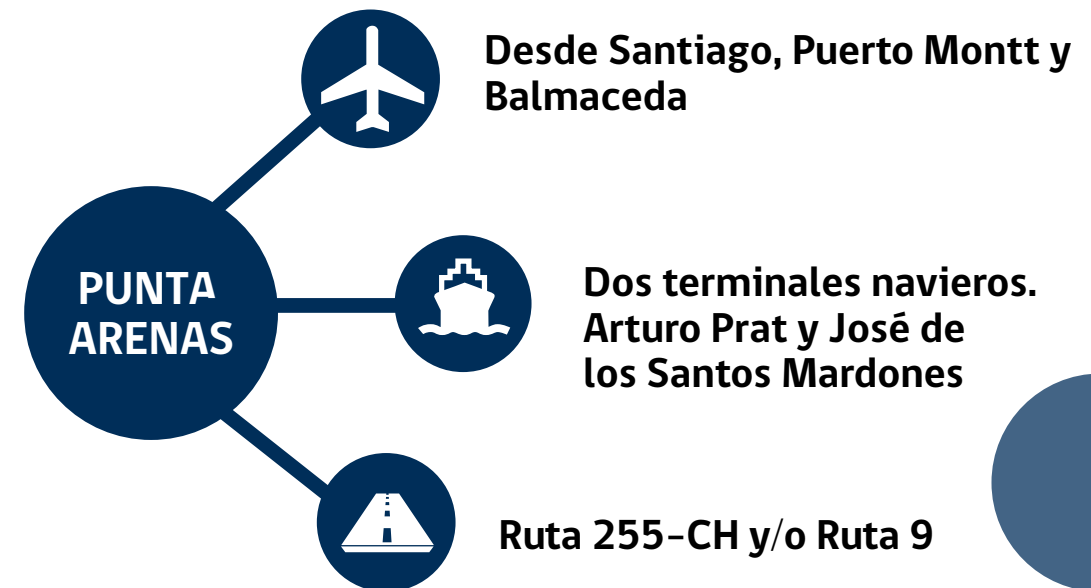 Desde Santiago, Puerto Montt y
Balmaceda
PUNTA
ARENAS
Dos terminales navieros.
Arturo Prat y José de
los Santos Mardones
Ruta 255-CH y/o Ruta 9